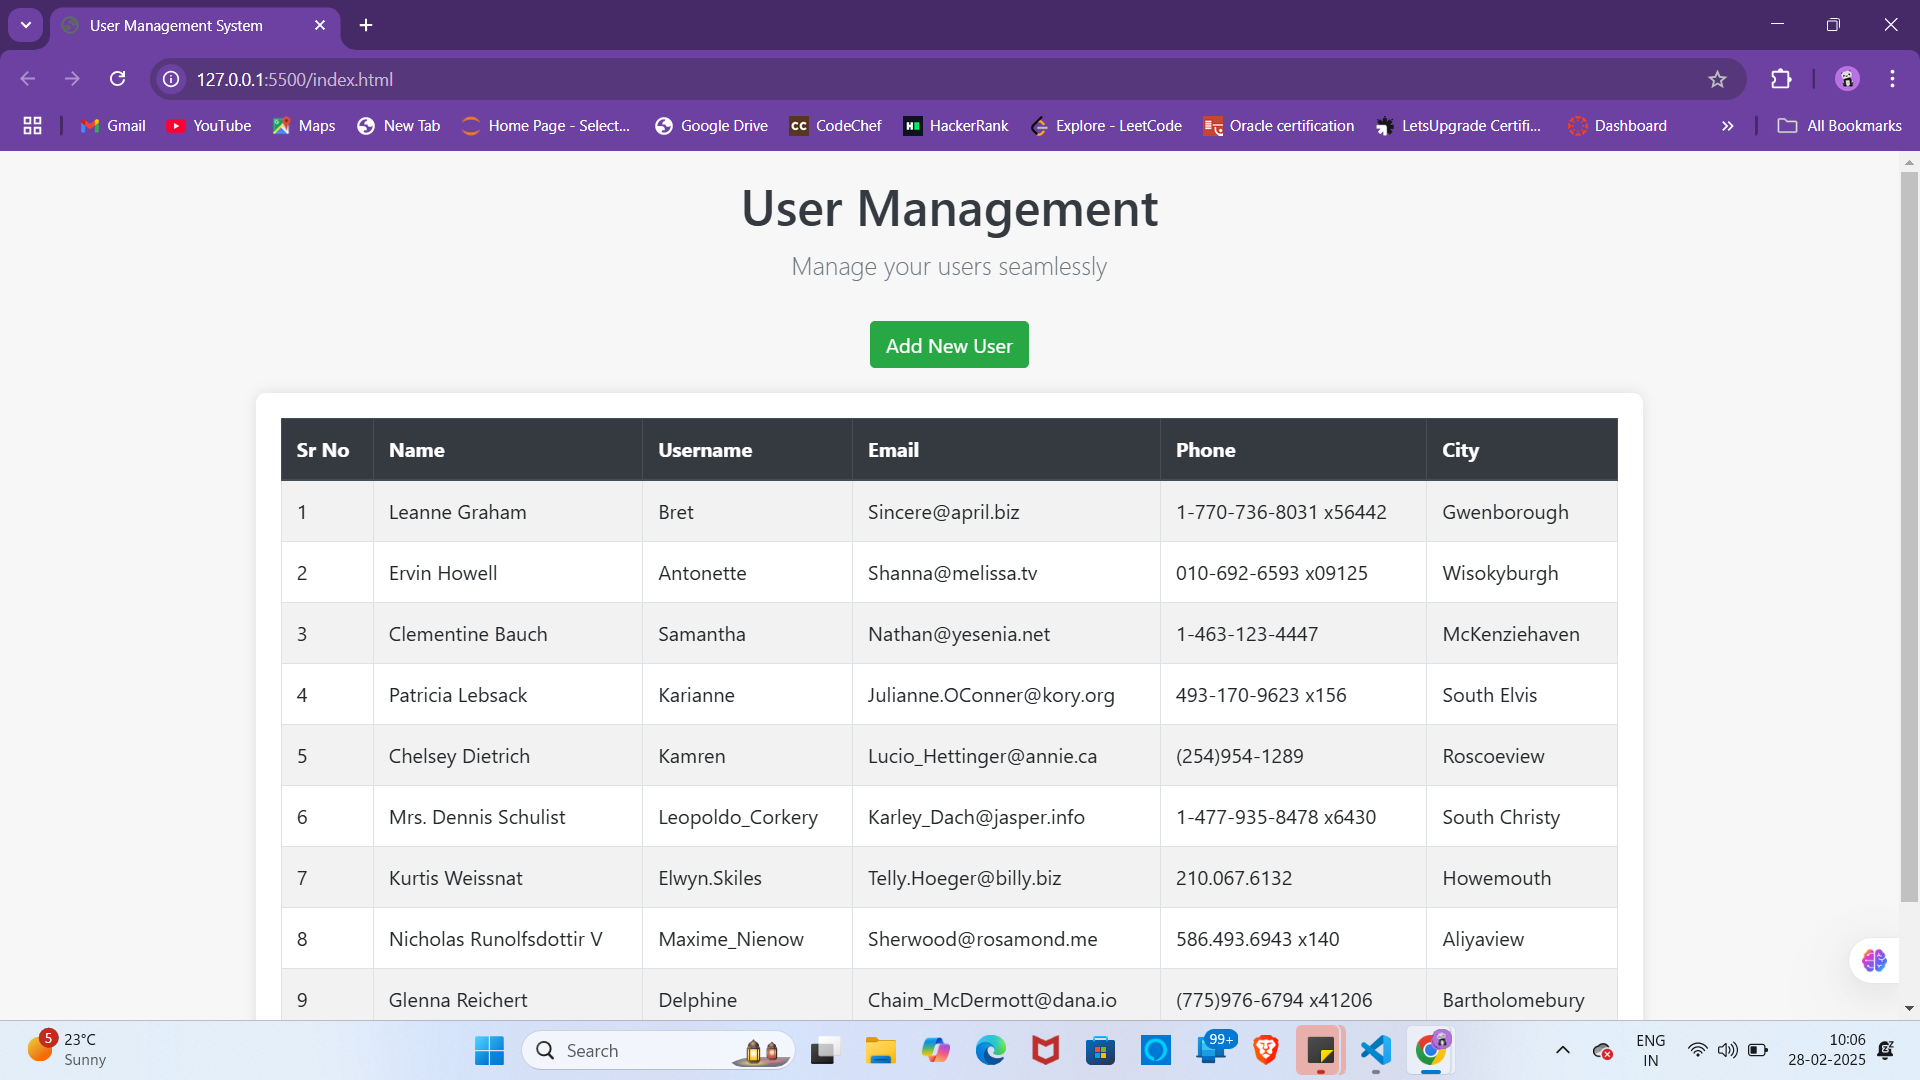 User Management System
127.0.0.1:5500/index.html
Gmail YouTube Maps New Tab Home Page - Select... Google Drive CC CodeChef H HackerRank Explore - LeetCode Oracle certification LetsUpgrade Certifi... Dashboard All Bookmarks
User Management
Manage your users seamlessly
Add New User
Sr No Name Username Email Phone City
1 Leanne Graham Bret Sincere@april.biz 1-770-736-8031 x56442 Gwenborough
2 Ervin Howell Antonette Shanna@melissa.tv 010-692-6593 x09125 Wisokyburgh
3 Clementine Bauch Samantha Nathan@yesenia.net 1-463-123-4447 McKenziehaven
4 Patricia Lebsack Karianne Julianne.OConner@kory.org 493-170-9623 x156 South Elvis
5 Chelsey Dietrich Kamren Lucio_Hettinger@annie.ca (254)954-1289 Roscoeview
6 Mrs. Dennis Schulist Leopoldo_Corkery Karley_Dach@jasper.info 1-477-935-8478 x6430 South Christy
7 Kurtis Weissnat Elwyn.Skiles Telly.Hoeger@billy.biz 210.067.6132 Howemouth
8 Nicholas Runolfsdottir V Maxime_Nienow Sherwood@rosamond.me 586.493.6943 x140 Aliyaview
9 Glenna Reichert Delphine Chaim_McDermott@dana.io (775)976-6794 x41206 Bartholomebury
5 23°C
Sunny
Search
99+
ENG
IN
10:06
28-02-2025